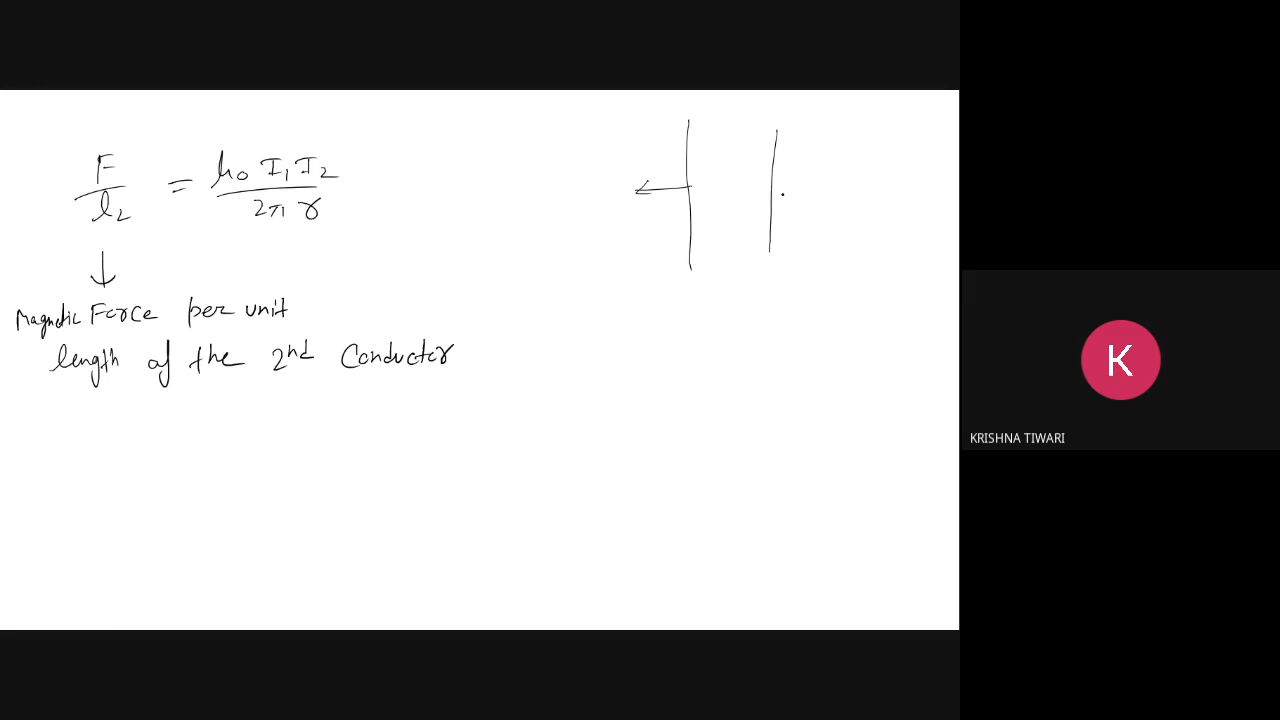 F/l₂ = μ₀ I₁ I₂ / 2π r
Magnetic Force per unit
length of the 2nd Conductor
K
KRISHNA TIWARI